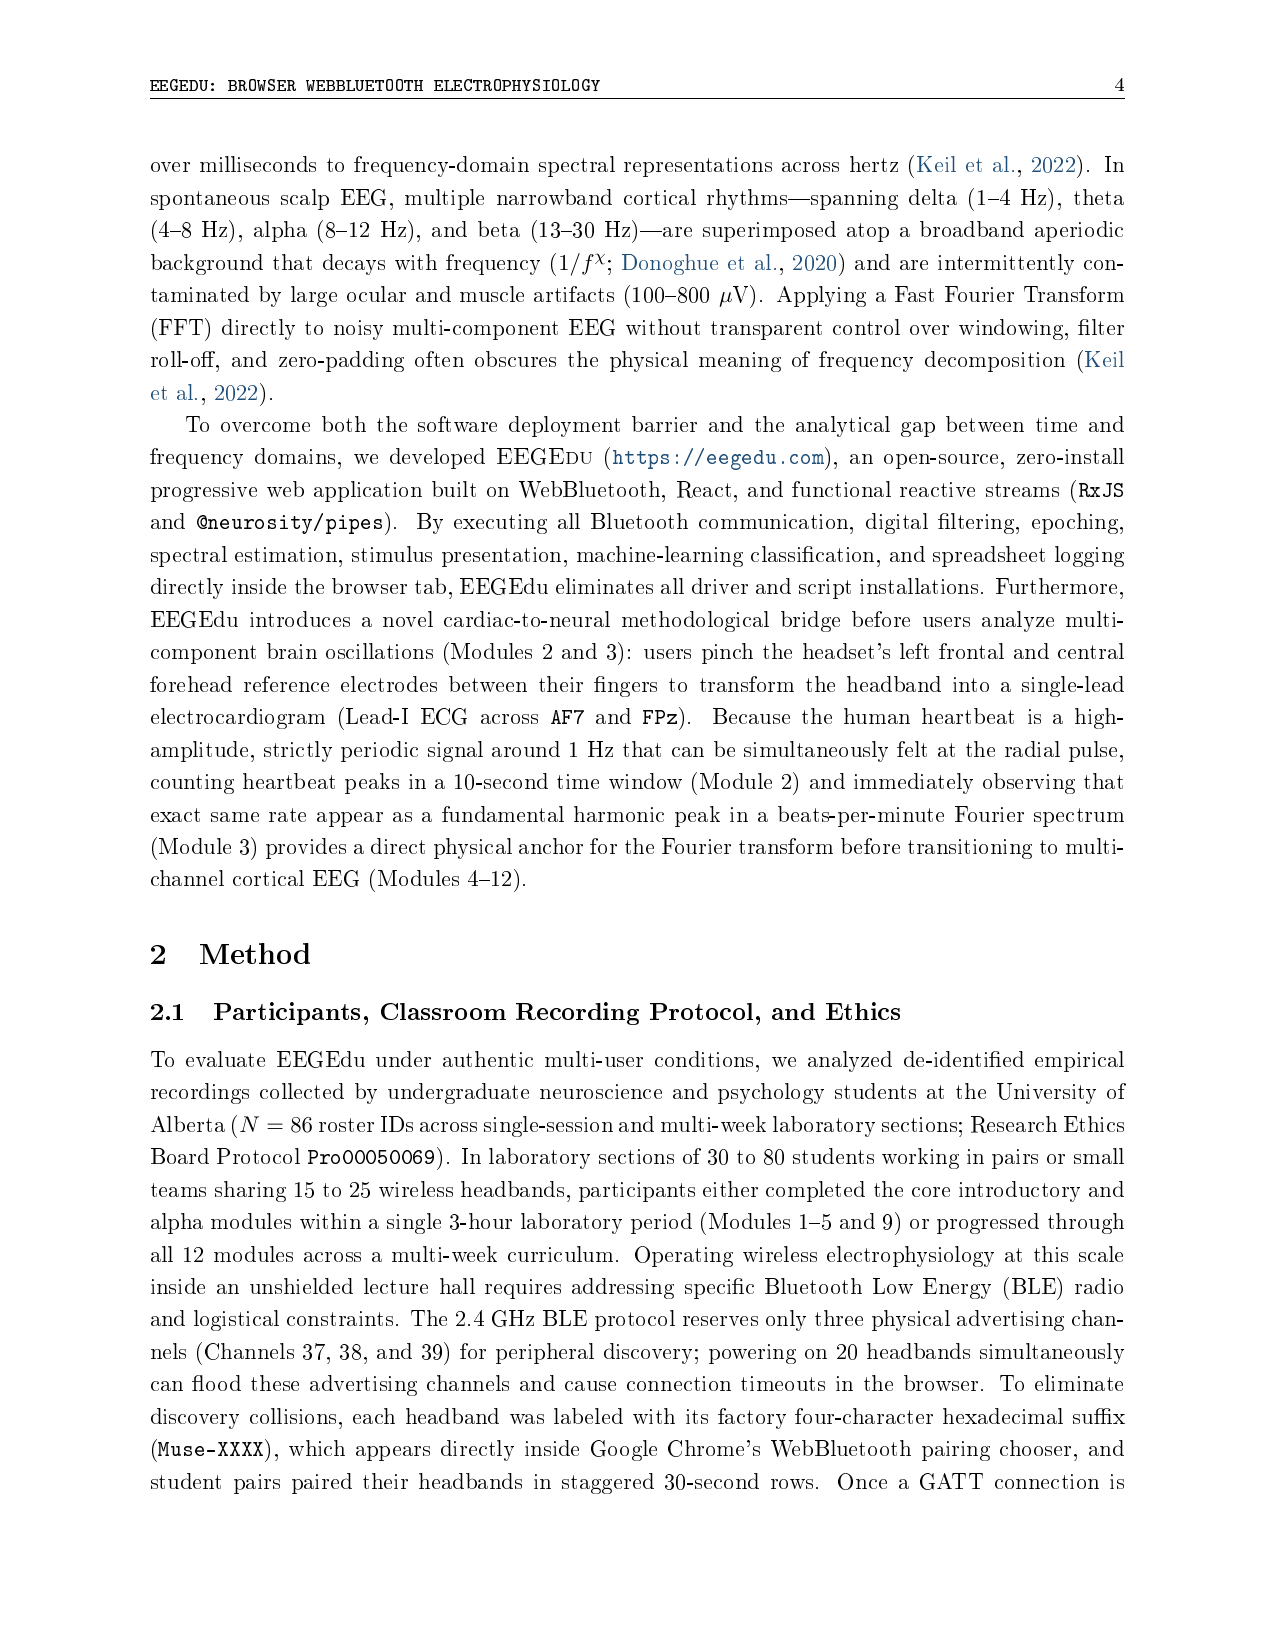 EEGEDU: BROWSER WEBBLUETOOTH ELECTROPHYSIOLOGY 4
over milliseconds to frequency-domain spectral representations across hertz (Keil et al., 2022). In
spontaneous scalp EEG, multiple narrowband cortical rhythms—spanning delta (1–4 Hz), theta
(4–8 Hz), alpha (8–12 Hz), and beta (13–30 Hz)—are superimposed atop a broadband aperiodic
background that decays with frequency (1/f^χ; Donoghue et al., 2020) and are intermittently con-
taminated by large ocular and muscle artifacts (100–800 μV). Applying a Fast Fourier Transform
(FFT) directly to noisy multi-component EEG without transparent control over windowing, filter
roll-off, and zero-padding often obscures the physical meaning of frequency decomposition (Keil
et al., 2022).
To overcome both the software deployment barrier and the analytical gap between time and
frequency domains, we developed EEGEDU (https://eegedu.com), an open-source, zero-install
progressive web application built on WebBluetooth, React, and functional reactive streams (RxJS
and @neurosity/pipes). By executing all Bluetooth communication, digital filtering, epoching,
spectral estimation, stimulus presentation, machine-learning classification, and spreadsheet logging
directly inside the browser tab, EEGEdu eliminates all driver and script installations. Furthermore,
EEGEdu introduces a novel cardiac-to-neural methodological bridge before users analyze multi-
component brain oscillations (Modules 2 and 3): users pinch the headset's left frontal and central
forehead reference electrodes between their fingers to transform the headband into a single-lead
electrocardiogram (Lead-I ECG across AF7 and FPz). Because the human heartbeat is a high-
amplitude, strictly periodic signal around 1 Hz that can be simultaneously felt at the radial pulse,
counting heartbeat peaks in a 10-second time window (Module 2) and immediately observing that
exact same rate appear as a fundamental harmonic peak in a beats-per-minute Fourier spectrum
(Module 3) provides a direct physical anchor for the Fourier transform before transitioning to multi-
channel cortical EEG (Modules 4–12).
2 Method
2.1 Participants, Classroom Recording Protocol, and Ethics
To evaluate EEGEdu under authentic multi-user conditions, we analyzed de-identified empirical
recordings collected by undergraduate neuroscience and psychology students at the University of
Alberta (N = 86 roster IDs across single-session and multi-week laboratory sections; Research Ethics
Board Protocol Pro00050069). In laboratory sections of 30 to 80 students working in pairs or small
teams sharing 15 to 25 wireless headbands, participants either completed the core introductory and
alpha modules within a single 3-hour laboratory period (Modules 1–5 and 9) or progressed through
all 12 modules across a multi-week curriculum. Operating wireless electrophysiology at this scale
inside an unshielded lecture hall requires addressing specific Bluetooth Low Energy (BLE) radio
and logistical constraints. The 2.4 GHz BLE protocol reserves only three physical advertising chan-
nels (Channels 37, 38, and 39) for peripheral discovery; powering on 20 headbands simultaneously
can flood these advertising channels and cause connection timeouts in the browser. To eliminate
discovery collisions, each headband was labeled with its factory four-character hexadecimal suffix
(Muse-XXXX), which appears directly inside Google Chrome's WebBluetooth pairing chooser, and
student pairs paired their headbands in staggered 30-second rows. Once a GATT connection is